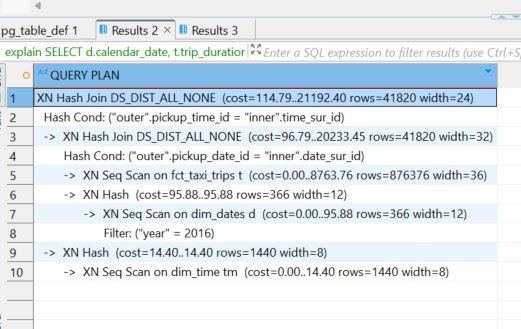 pg_table_def 1
Results 2
Results 3
explain SELECT d.calendar_date, t.trip_duration
Enter a SQL expression to filter results (use Ctrl+S
A-Z QUERY PLAN
1 XN Hash Join DS_DIST_ALL_NONE (cost=114.79..21192.40 rows=41820 width=24)
2 Hash Cond: ("outer".pickup_time_id = "inner".time_sur_id)
3 -> XN Hash Join DS_DIST_ALL_NONE (cost=96.79..20233.45 rows=41820 width=32)
4 Hash Cond: ("outer".pickup_date_id = "inner".date_sur_id)
5 -> XN Seq Scan on fct_taxi_trips t (cost=0.00..8763.76 rows=876376 width=36)
6 -> XN Hash (cost=95.88..95.88 rows=366 width=12)
7 -> XN Seq Scan on dim_dates d (cost=0.00..95.88 rows=366 width=12)
8 Filter: ("year" = 2016)
9 -> XN Hash (cost=14.40..14.40 rows=1440 width=8)
10 -> XN Seq Scan on dim_time tm (cost=0.00..14.40 rows=1440 width=8)